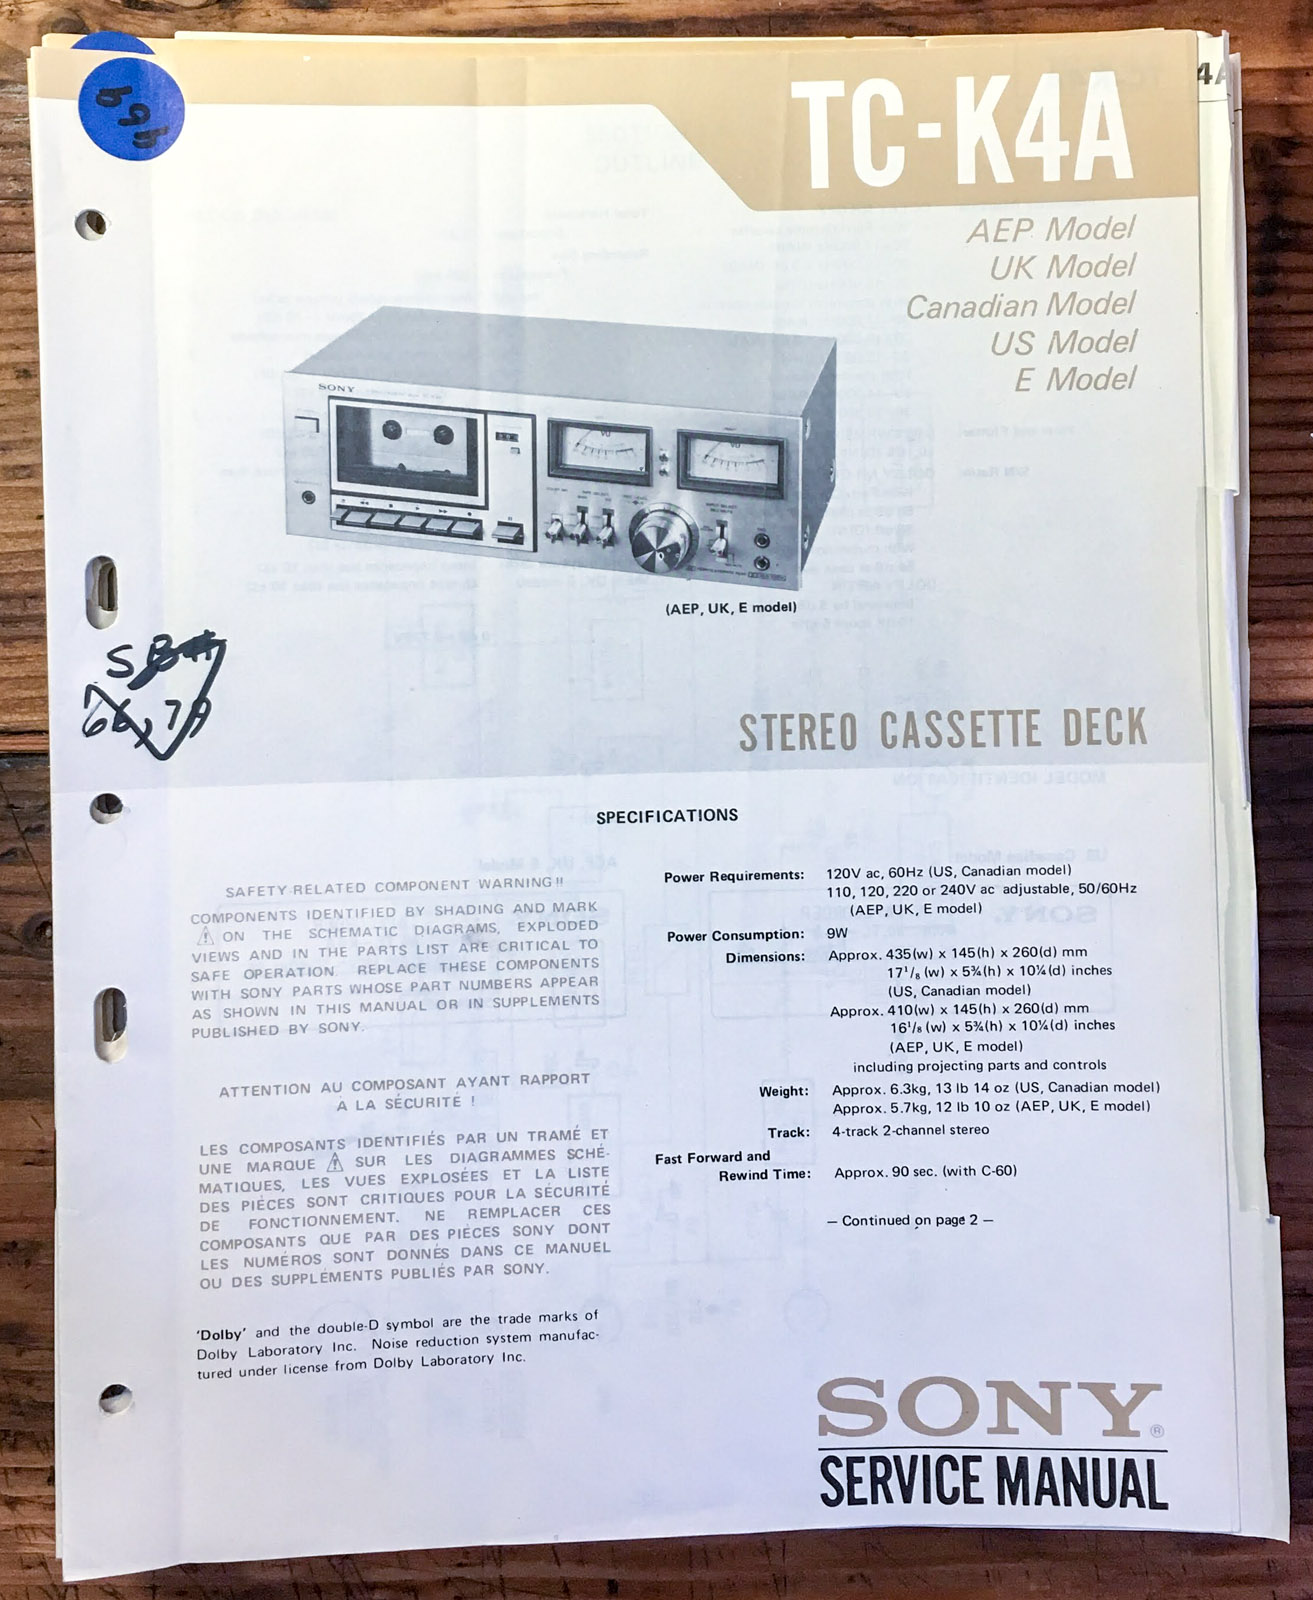 TC-K4A
4A
AEP Model
UK Model
Canadian Model
US Model
E Model
SONY
VU
VU
(AEP, UK, E model)
66, 7A
STEREO CASSETTE DECK
SPECIFICATIONS
SAFETY-RELATED COMPONENT WARNING!!
COMPONENTS IDENTIFIED BY SHADING AND MARK
⚠ ON THE SCHEMATIC DIAGRAMS, EXPLODED
VIEWS AND IN THE PARTS LIST ARE CRITICAL TO
SAFE OPERATION. REPLACE THESE COMPONENTS
WITH SONY PARTS WHOSE PART NUMBERS APPEAR
AS SHOWN IN THIS MANUAL OR IN SUPPLEMENTS
PUBLISHED BY SONY.
ATTENTION AU COMPOSANT AYANT RAPPORT
À LA SÉCURITÉ !
LES COMPOSANTS IDENTIFIÉS PAR UN TRAMÉ ET
UNE MARQUE ⚠ SUR LES DIAGRAMMES SCHÉ-
MATIQUES, LES VUES EXPLOSÉES ET LA LISTE
DES PIÈCES SONT CRITIQUES POUR LA SÉCURITÉ
DE FONCTIONNEMENT. NE REMPLACER CES
COMPOSANTS QUE PAR DES PIÈCES SONY DONT
LES NUMÉROS SONT DONNÉS DANS CE MANUEL
OU DES SUPPLÉMENTS PUBLIÉS PAR SONY.
'Dolby' and the double-D symbol are the trade marks of
Dolby Laboratory Inc. Noise reduction system manufac-
tured under license from Dolby Laboratory Inc.
Power Requirements: 120V ac, 60Hz (US, Canadian model)
110, 120, 220 or 240V ac adjustable, 50/60Hz
(AEP, UK, E model)
Power Consumption: 9W
Dimensions: Approx. 435(w) x 145(h) x 260(d) mm
17¹/₈ (w) x 5¾(h) x 10¼(d) inches
(US, Canadian model)
Approx. 410(w) x 145(h) x 260(d) mm
16¹/₈ (w) x 5¾(h) x 10¼(d) inches
(AEP, UK, E model)
including projecting parts and controls
Weight: Approx. 6.3kg, 13 lb 14 oz (US, Canadian model)
Approx. 5.7kg, 12 lb 10 oz (AEP, UK, E model)
Track: 4-track 2-channel stereo
Fast Forward and
Rewind Time: Approx. 90 sec. (with C-60)
— Continued on page 2 —
SONY®
SERVICE MANUAL